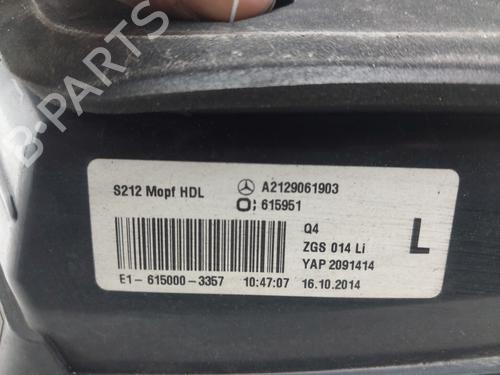 B-PARTS
S212 Mopf HDL A2129061903
615951
Q4
ZGS 014 Li
YAP 2091414
L
E1- 615000-3357 10:47:07 16.10.2014